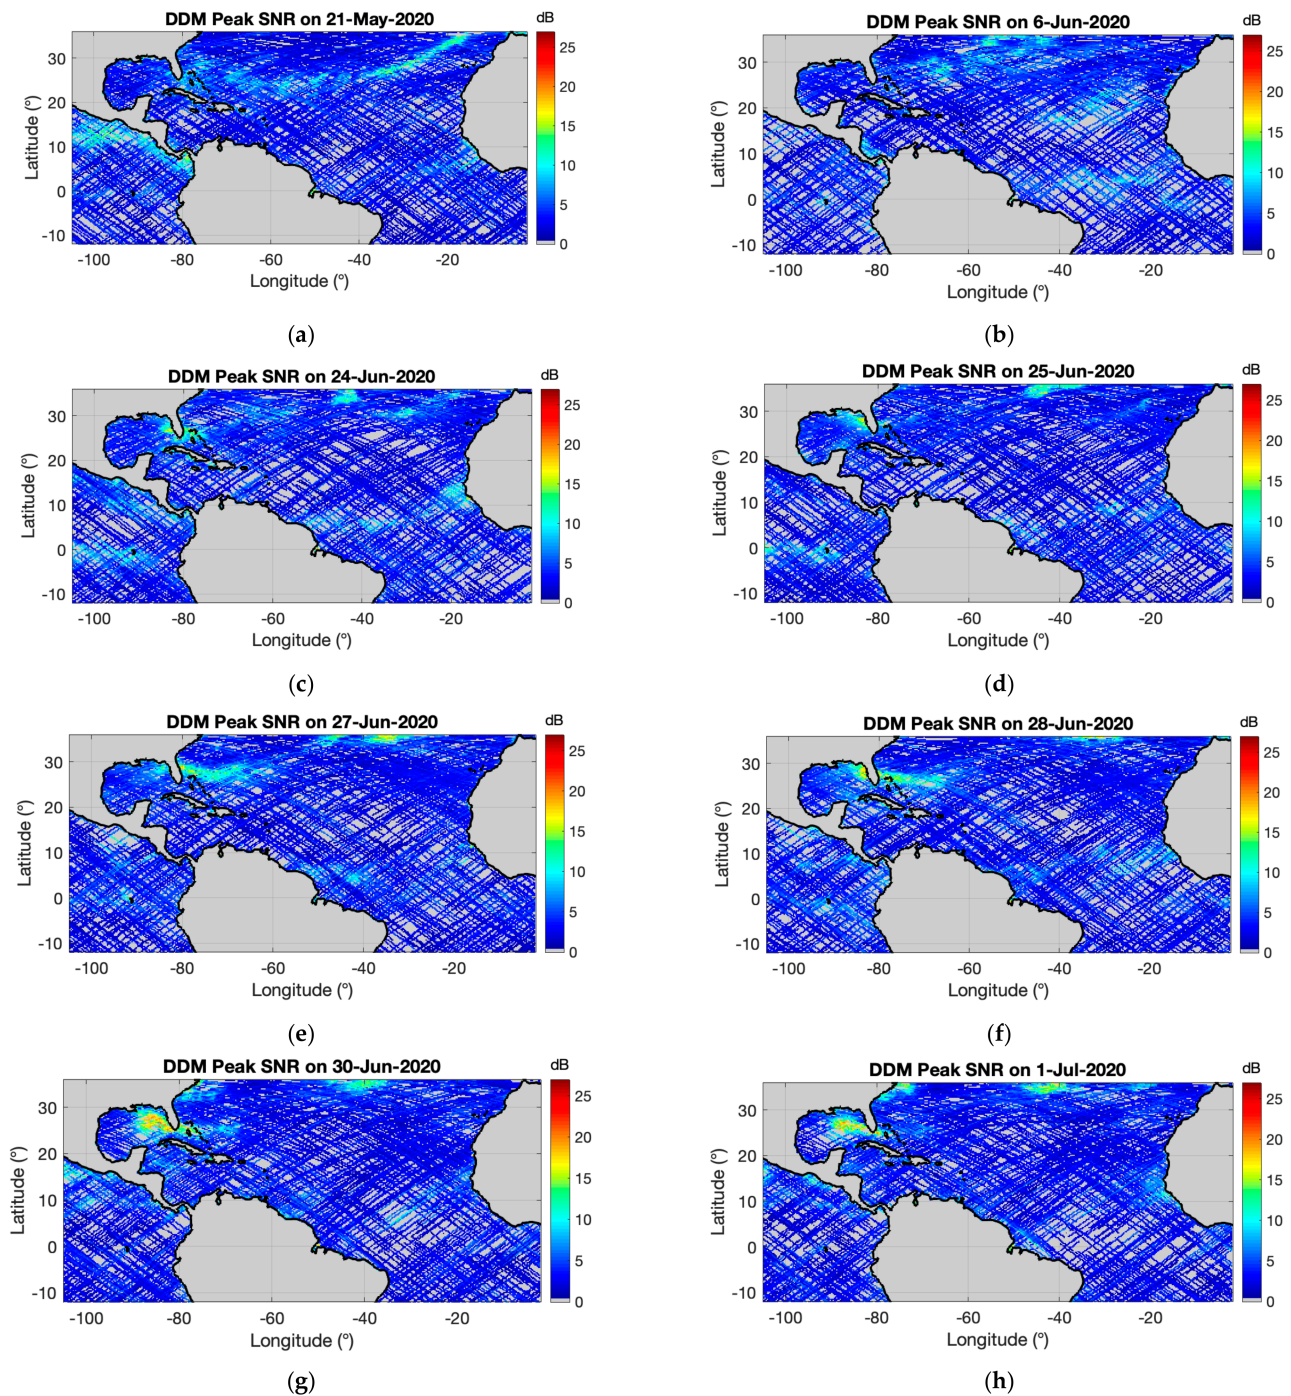 DDM Peak SNR on 21-May-2020
dB
30
20
10
0
-10
Latitude (°)
-100 -80 -60 -40 -20
Longitude (°)
25
20
15
10
5
0
(a)
DDM Peak SNR on 6-Jun-2020
dB
30
20
10
0
-10
Latitude (°)
-100 -80 -60 -40 -20
Longitude (°)
25
20
15
10
5
0
(b)
DDM Peak SNR on 24-Jun-2020
dB
30
20
10
0
-10
Latitude (°)
-100 -80 -60 -40 -20
Longitude (°)
25
20
15
10
5
0
(c)
DDM Peak SNR on 25-Jun-2020
dB
30
20
10
0
-10
Latitude (°)
-100 -80 -60 -40 -20
Longitude (°)
25
20
15
10
5
0
(d)
DDM Peak SNR on 27-Jun-2020
dB
30
20
10
0
-10
Latitude (°)
-100 -80 -60 -40 -20
Longitude (°)
25
20
15
10
5
0
(e)
DDM Peak SNR on 28-Jun-2020
dB
30
20
10
0
-10
Latitude (°)
-100 -80 -60 -40 -20
Longitude (°)
25
20
15
10
5
0
(f)
DDM Peak SNR on 30-Jun-2020
dB
30
20
10
0
-10
Latitude (°)
-100 -80 -60 -40 -20
Longitude (°)
25
20
15
10
5
0
(g)
DDM Peak SNR on 1-Jul-2020
dB
30
20
10
0
-10
Latitude (°)
-100 -80 -60 -40 -20
Longitude (°)
25
20
15
10
5
0
(h)